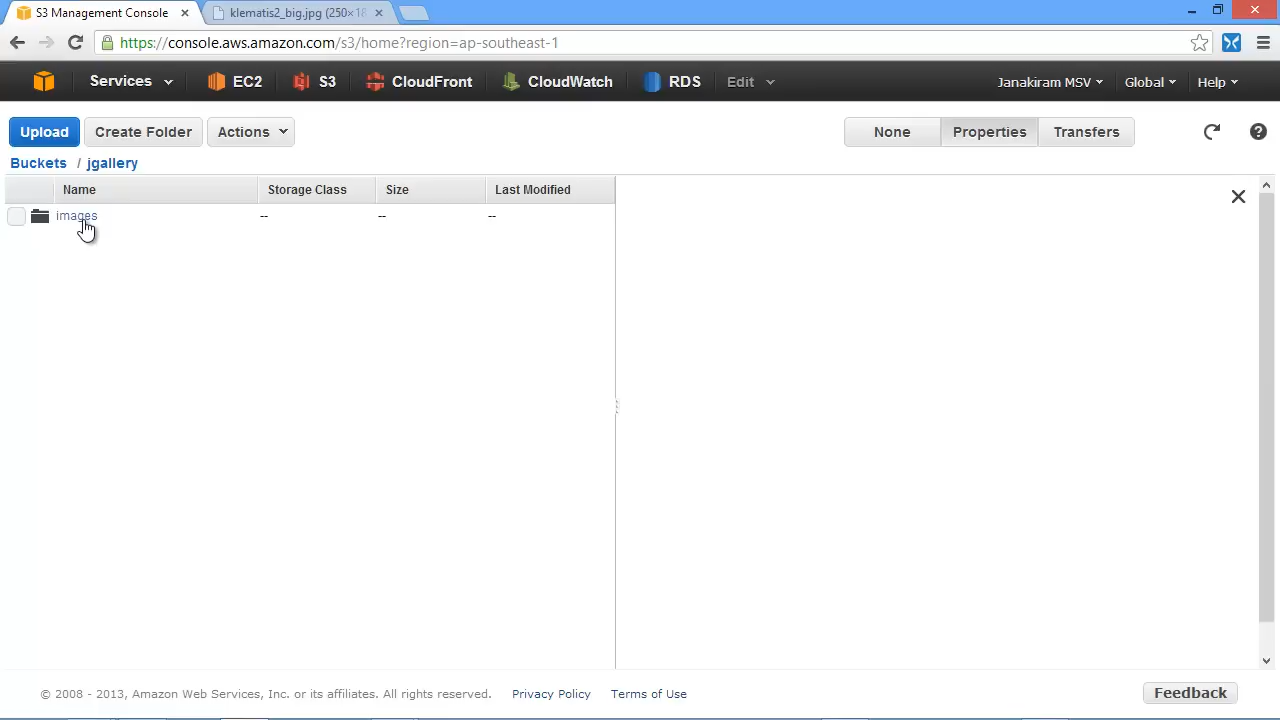 S3 Management Console
klematis2_big.jpg (250×18
https://console.aws.amazon.com/s3/home?region=ap-southeast-1
Services EC2 S3 CloudFront CloudWatch RDS Edit Janakiram MSV Global Help
Upload Create Folder Actions None Properties Transfers
Buckets / jgallery
Name Storage Class Size Last Modified
images -- -- --
© 2008 - 2013, Amazon Web Services, Inc. or its affiliates. All rights reserved. Privacy Policy Terms of Use Feedback